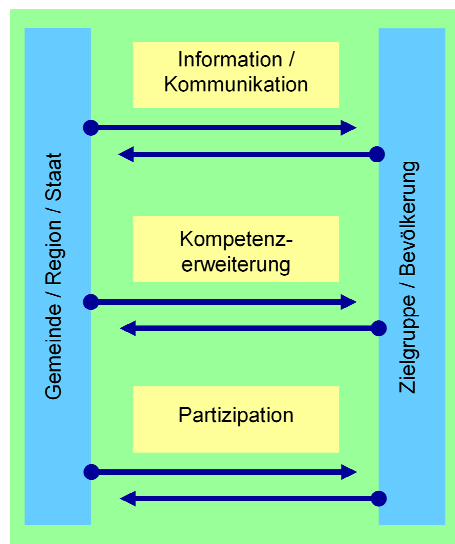 Information /
Kommunikation
Gemeinde / Region / Staat
Zielgruppe / Bevölkerung
Kompetenz-
erweiterung
Partizipation